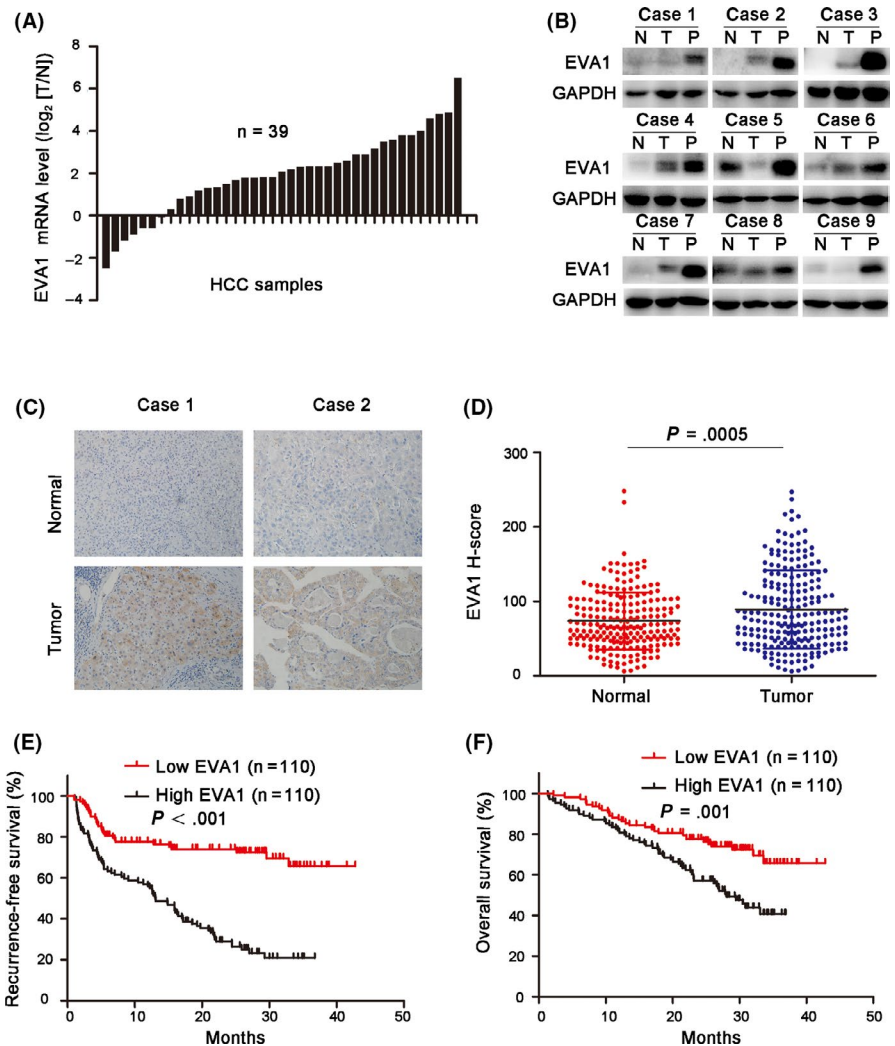 (A)
EVA1 mRNA level (log2 [T/N])
8
6
4
2
0
−2
−4
n = 39
HCC samples
(B)
Case 1 Case 2 Case 3
N T P N T P N T P
EVA1
GAPDH
Case 4 Case 5 Case 6
N T P N T P N T P
EVA1
GAPDH
Case 7 Case 8 Case 9
N T P N T P N T P
EVA1
GAPDH
(C)
Case 1 Case 2
Normal
Tumor
(D)
P = .0005
EVA1 H-score
300
200
100
0
Normal Tumor
(E)
Low EVA1 (n = 110)
High EVA1 (n = 110)
P < .001
Recurrence-free survival (%)
100
80
60
40
20
0
0 10 20 30 40 50
Months
(F)
Low EVA1 (n = 110)
High EVA1 (n = 110)
P = .001
Overall survival (%)
100
80
60
40
20
0
0 10 20 30 40 50
Months